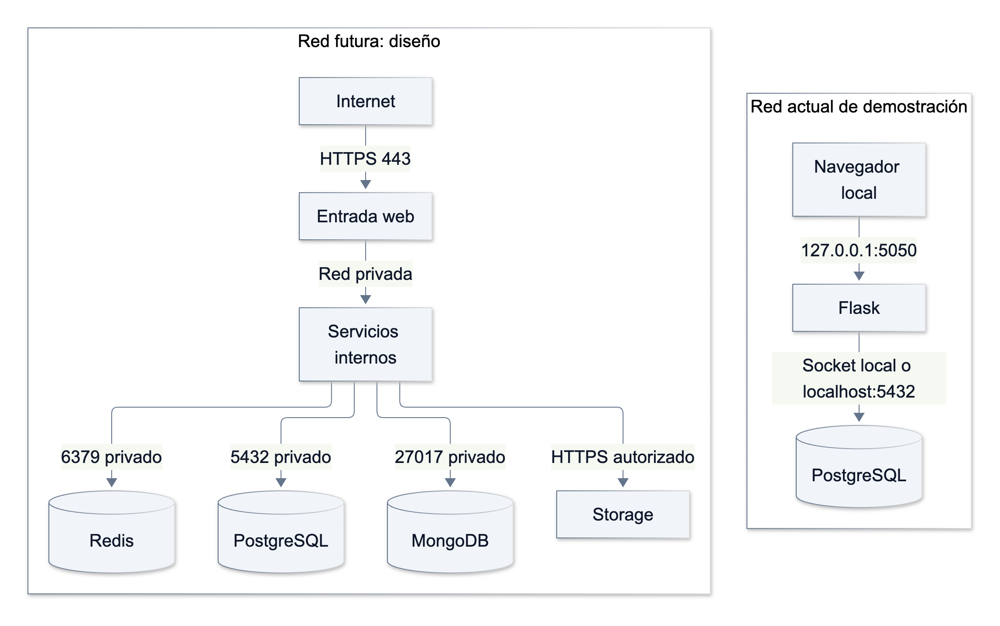 Red futura: diseño
Internet
HTTPS 443
Entrada web
Red privada
Servicios
internos
6379 privado
5432 privado
27017 privado
HTTPS autorizado
Redis
PostgreSQL
MongoDB
Storage
Red actual de demostración
Navegador
local
127.0.0.1:5050
Flask
Socket local o
localhost:5432
PostgreSQL